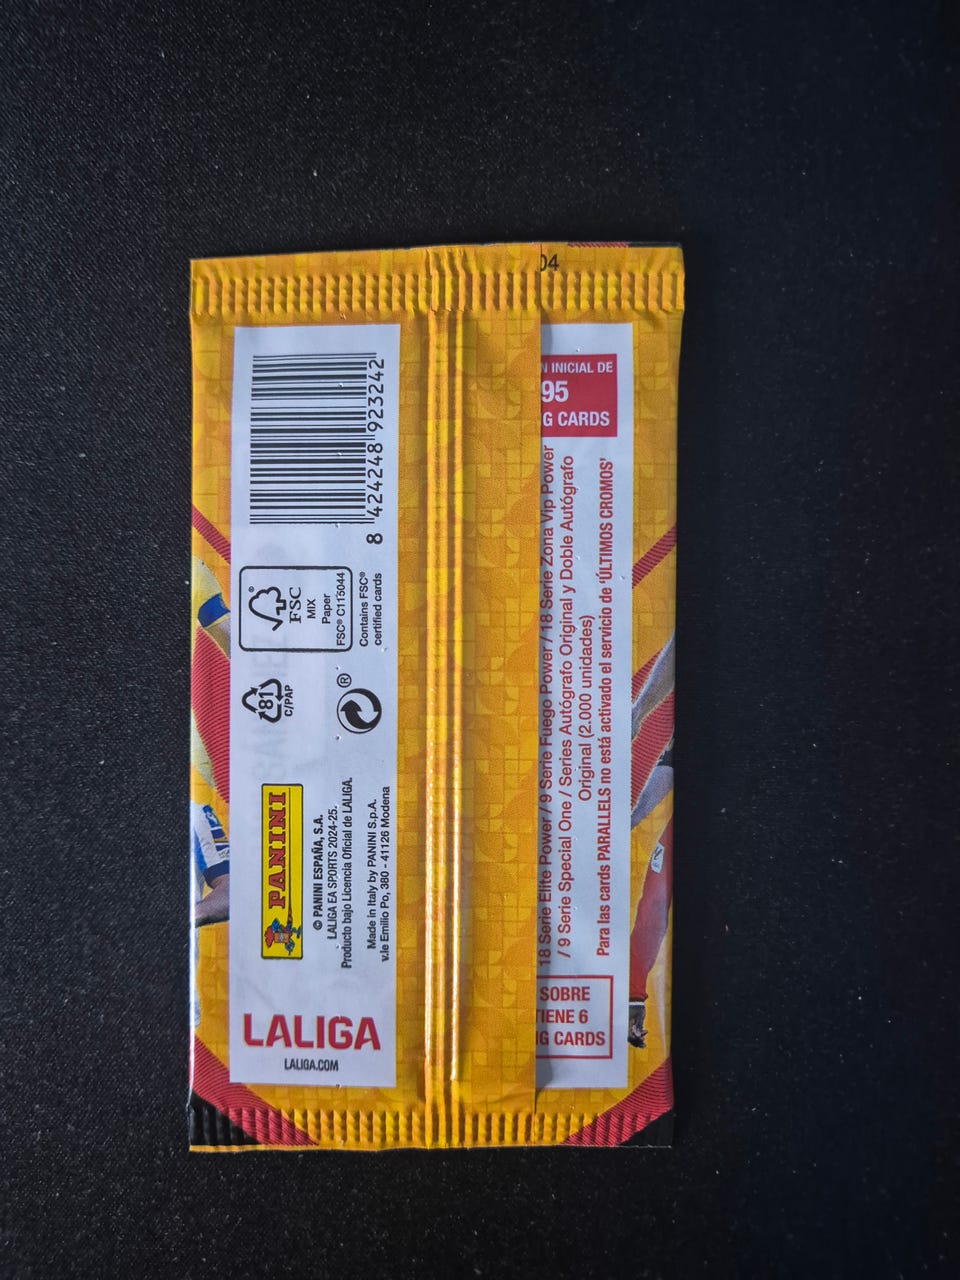 04
8 424248 923242
FSC
MIX
Paper
FSC® C115044
Contains FSC®
certified cards
81
C/PAP
®
PANINI
© PANINI ESPAÑA, S.A.
LALIGA EA SPORTS 2024-25.
Producto bajo Licencia Oficial de LALIGA.
Made in Italy by PANINI S.p.A.
v.le Emilio Po, 380 - 41126 Modena
LALIGA
LALIGA.COM
N INICIAL DE
95
G CARDS
18 Serie Elite Power / 9 Serie Fuego Power / 18 Serie Zona Vip Power
/ 9 Serie Special One / Series Autógrafo Original y Doble Autógrafo
Original (2.000 unidades)
Para las cards PARALLELS no está activado el servicio de ‘ÚLTIMOS CROMOS’
SOBRE
TIENE 6
G CARDS